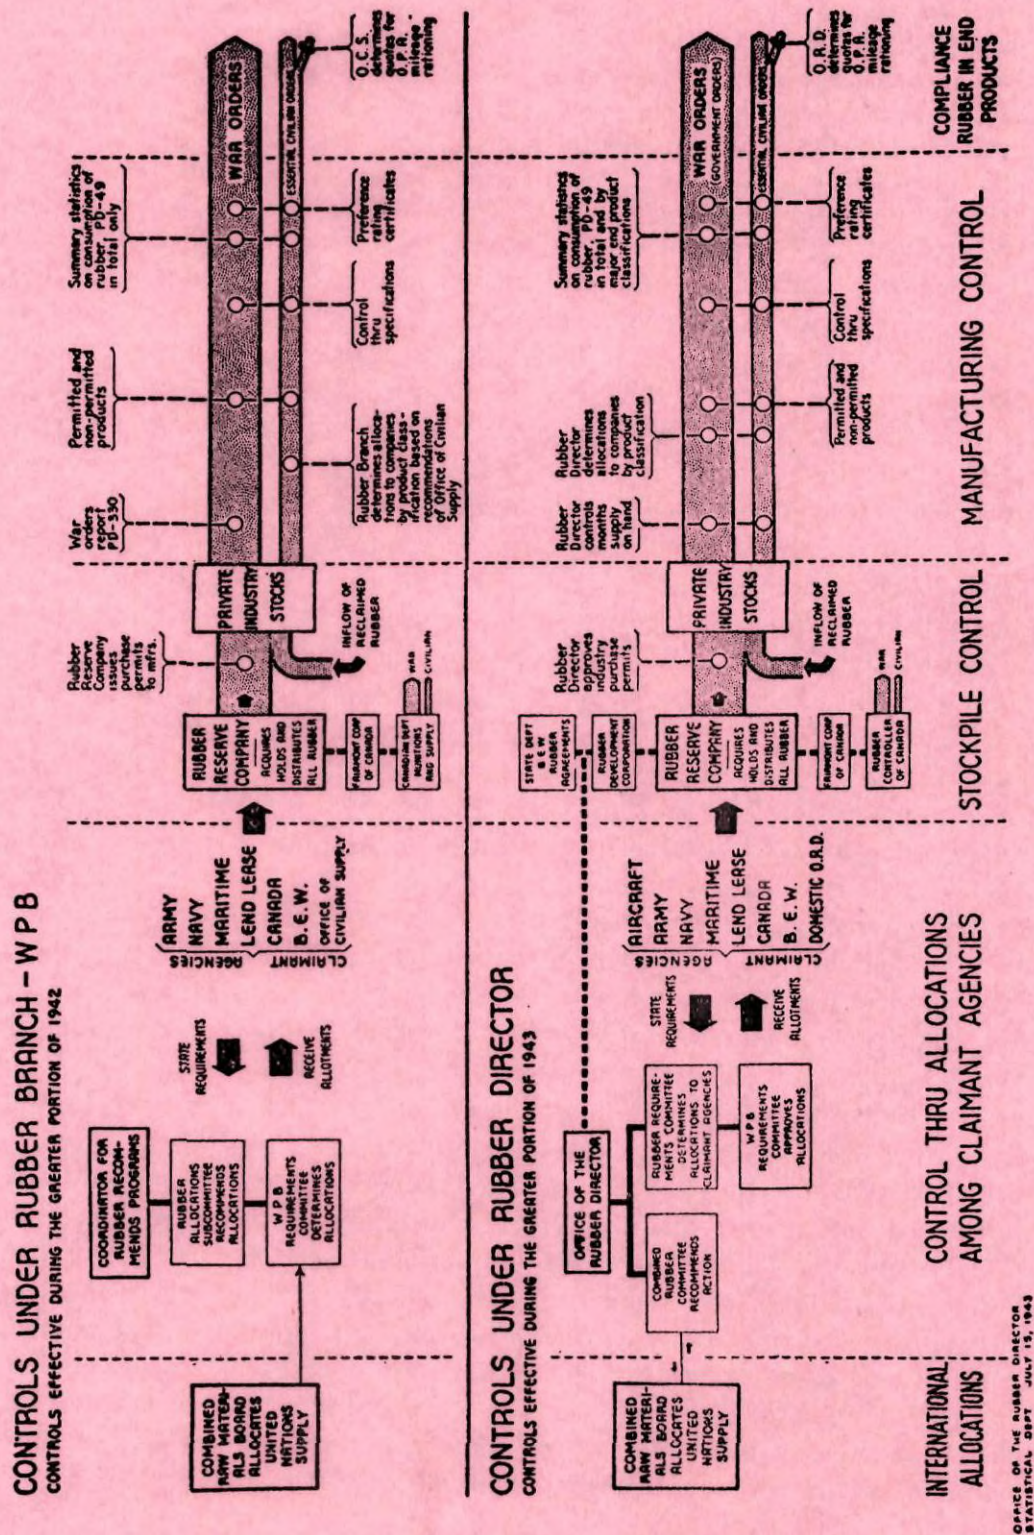 CONTROLS UNDER RUBBER BRANCH - WPB
CONTROLS EFFECTIVE DURING THE GREATER PORTION OF 1942
COMBINED
RAW MATERI-
ALS BOARD
ALLOCATES
UNITED
NATIONS
SUPPLY
COORDINATOR FOR
RUBBER RECOM-
MENDS PROGRAMS
RUBBER
ALLOCATIONS
SUBCOMMITTEE
RECOMMENDS
ALLOCATIONS
WPB
REQUIREMENTS
COMMITTEE
DETERMINES
ALLOCATIONS
STATE
REQUIREMENTS
RECEIVE
ALLOTMENTS
CLAIMANT AGENCIES
ARMY
NAVY
MARITIME
LEND LEASE
CANADA
B.E.W.
OFFICE OF
CIVILIAN SUPPLY
Rubber
Reserve
Company
issues
purchase
permits
to mfrs.
RUBBER
RESERVE
COMPANY
ACQUIRES
HOLDS AND
DISTRIBUTES
ALL RUBBER
FAIRMONT CORP
OF CANADA
CANADIAN DEPT
MUNITIONS
AND SUPPLY
WAR
CIVILIAN
INFLOW OF
RECLAIMED
RUBBER
PRIVATE
INDUSTRY
STOCKS
War
orders
report
PD-330
Permitted and
non-permitted
products
Summary statistics
on consumption of
rubber, PD-49
in total only
Rubber Branch
determines alloca-
tions to companies
by product class-
ification based on
recommendations
of Office of Civilian
Supply
Control
thru
specifications
Preference
rating
certificates
WAR ORDERS
ESSENTIAL CIVILIAN ORDERS
O.C.S.
determines
quotas for
O.P.A.
mileage
rationing
CONTROLS UNDER RUBBER DIRECTOR
CONTROLS EFFECTIVE DURING THE GREATER PORTION OF 1943
COMBINED
RAW MATERI-
ALS BOARD
ALLOCATES
UNITED
NATIONS
SUPPLY
OFFICE OF THE
RUBBER DIRECTOR
COMBINED
RUBBER
COMMITTEE
RECOMMENDS
ACTION
RUBBER REQUIRE-
MENTS COMMITTEE
DETERMINES
ALLOCATIONS TO
CLAIMANT AGENCIES
WPB
REQUIREMENTS
COMMITTEE
APPROVES
ALLOCATIONS
STATE
REQUIREMENTS
RECEIVE
ALLOTMENTS
CLAIMANT AGENCIES
AIRCRAFT
ARMY
NAVY
MARITIME
LEND LEASE
CANADA
B.E.W.
DOMESTIC O.R.D.
STATE DEPT
B E W
RUBBER
AGREEMENTS
RUBBER
DEVELOPMENT
CORPORATION
RUBBER
RESERVE
COMPANY
ACQUIRES
HOLDS AND
DISTRIBUTES
ALL RUBBER
FAIRMONT CORP
OF CANADA
RUBBER
CONTROLLER
OF CANADA
WAR
CIVILIAN
Rubber
Director
approves
industry
purchase
permits
INFLOW OF
RECLAIMED
RUBBER
PRIVATE
INDUSTRY
STOCKS
Rubber
Director
controls
months
supply
on hand
Rubber
Director
determines
allocations
to companies
by product
classification
Summary statistics
on consumption of
rubber, PD-49
in total and by
major end product
classifications
Permitted and
non-permitted
products
Control
thru
specifications
Preference
rating
certificates
WAR ORDERS
(GOVERNMENT ORDERS)
ESSENTIAL CIVILIAN ORDERS
O.R.D.
determines
quotas for
O.P.A.
mileage
rationing
INTERNATIONAL
ALLOCATIONS
CONTROL THRU ALLOCATIONS
AMONG CLAIMANT AGENCIES
STOCKPILE CONTROL
MANUFACTURING CONTROL
COMPLIANCE
RUBBER IN END
PRODUCTS
OFFICE OF THE RUBBER DIRECTOR
STATISTICAL DEPT JULY 15, 1943